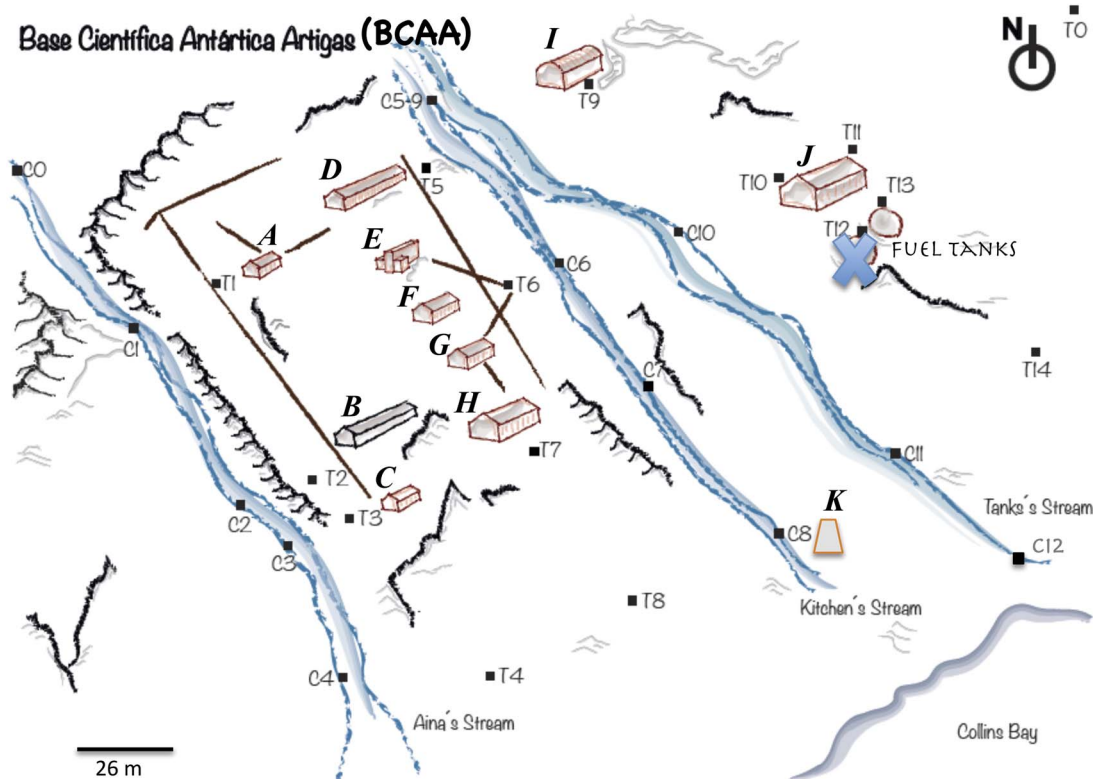 Base Científica Antártica Artigas (BCAA)
I
N
T0
C5-9
T9
C0
D
T5
J
T11
T10
T13
A
E
T12
FUEL TANKS
C10
C6
T1
T6
F
C1
G
C7
T14
B
H
T7
C11
T2
C
T3
C2
K
Tank´s Stream
C8
C12
C3
T8
Kitchen´s Stream
C4
T4
Aina´s Stream
Collins Bay
26 m